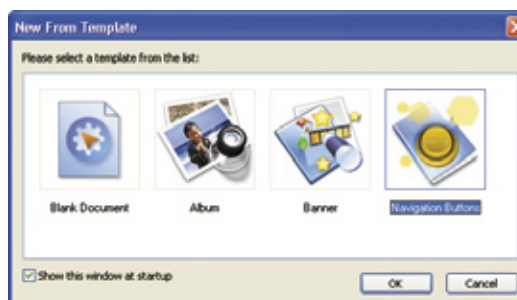 New From Template
Please select a template from the list:
Blank Document
Album
Banner
Navigation Buttons
Show this window at startup
OK
Cancel